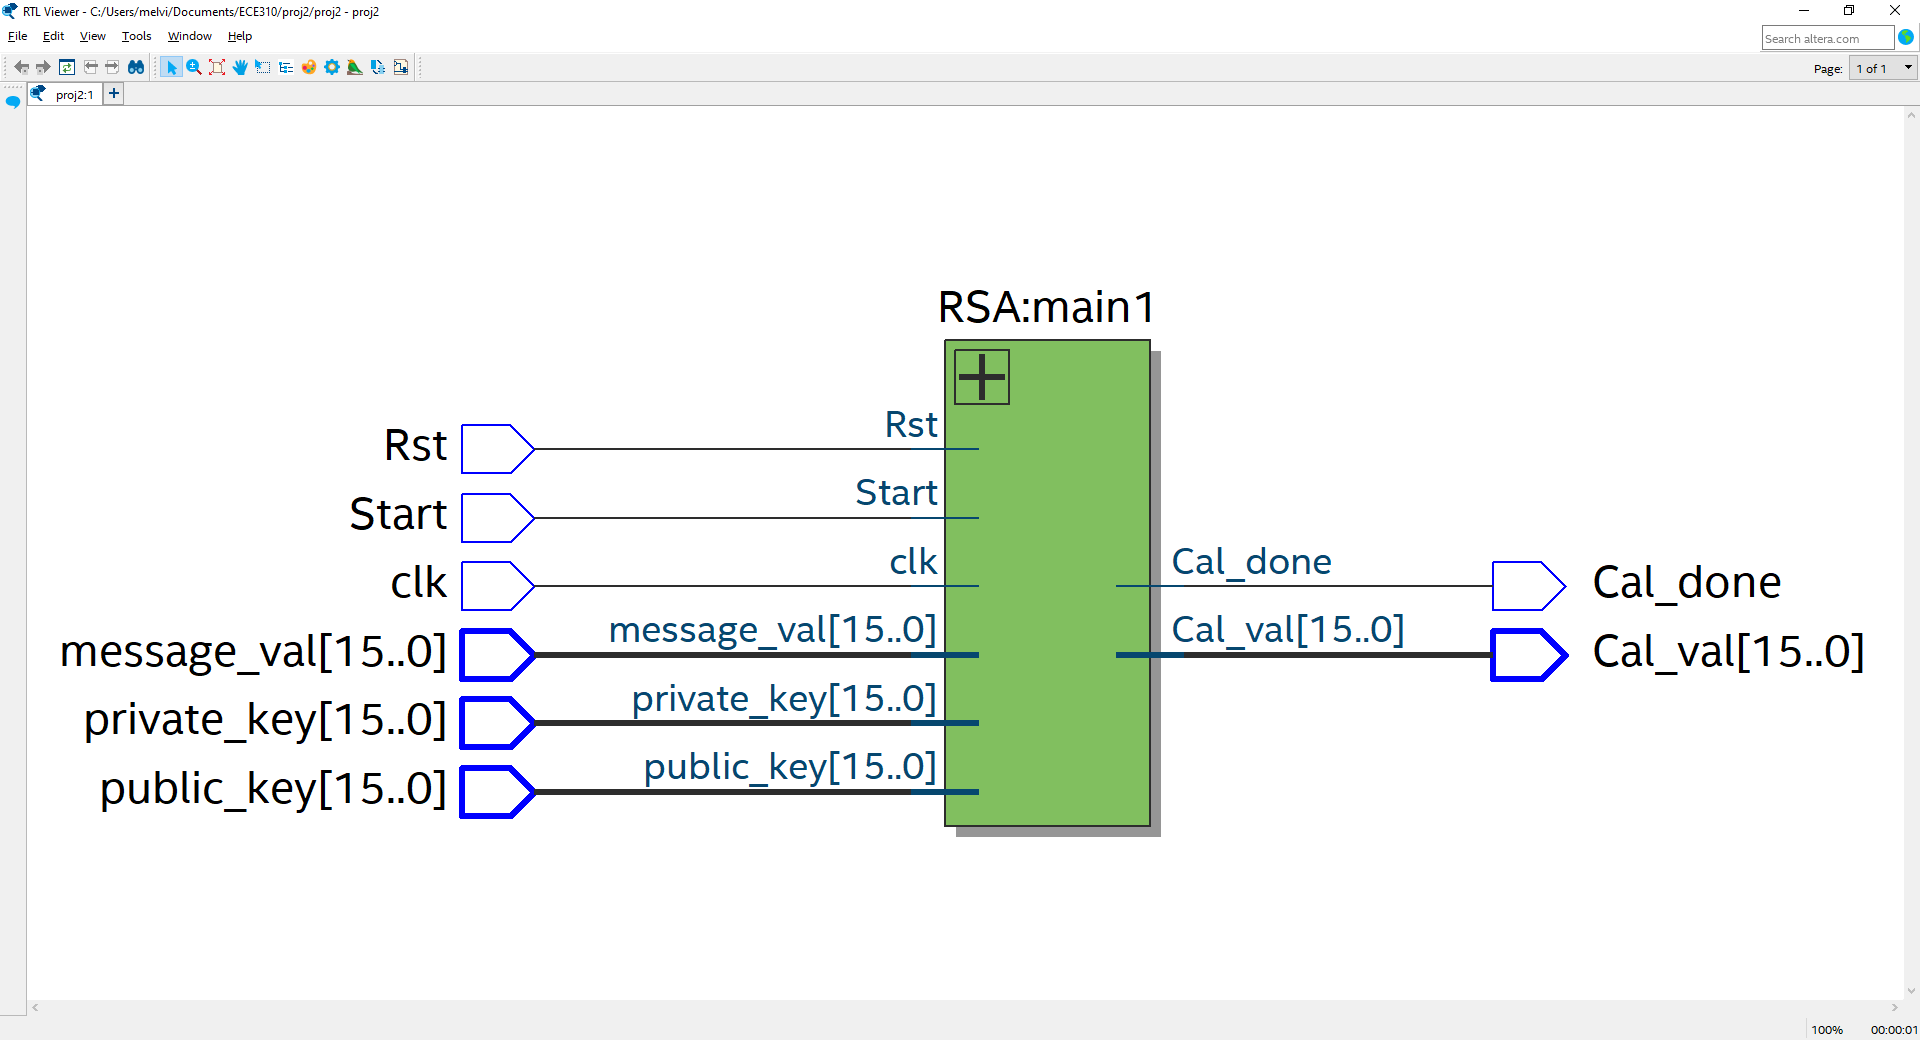 RTL Viewer - C:/Users/melvi/Documents/ECE310/proj2/proj2 - proj2
File Edit View Tools Window Help
Search altera.com
Page: 1 of 1
proj2:1
RSA:main1
Rst Rst
Start Start
clk clk Cal_done Cal_done
message_val[15..0] message_val[15..0] Cal_val[15..0] Cal_val[15..0]
private_key[15..0] private_key[15..0]
public_key[15..0] public_key[15..0]
100% 00:00:01